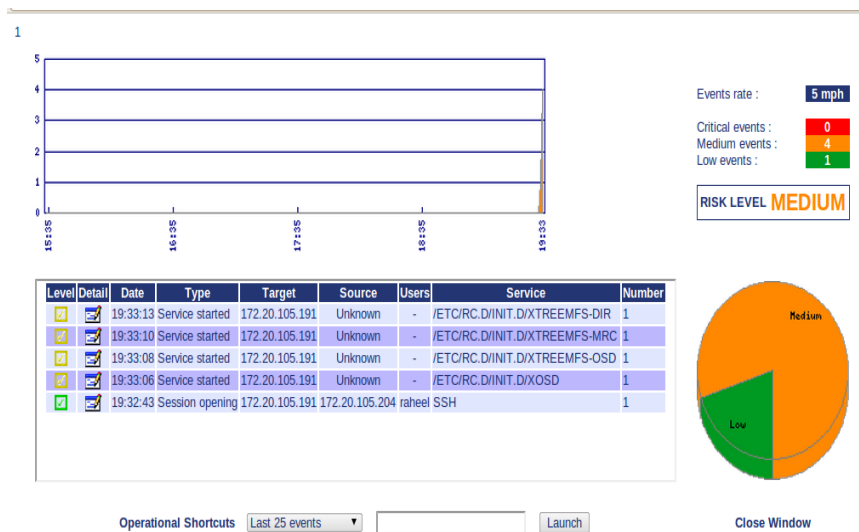 1
5
4
3
2
1
0
15:35
16:35
17:35
18:35
19:33
Events rate : 5 mph
Critical events : 0
Medium events : 4
Low events : 1
RISK LEVEL MEDIUM
Level Detail Date Type Target Source Users Service Number
19:33:13 Service started 172.20.105.191 Unknown - /ETC/RC.D/INIT.D/XTREEMFS-DIR 1
19:33:10 Service started 172.20.105.191 Unknown - /ETC/RC.D/INIT.D/XTREEMFS-MRC 1
19:33:08 Service started 172.20.105.191 Unknown - /ETC/RC.D/INIT.D/XTREEMFS-OSD 1
19:33:06 Service started 172.20.105.191 Unknown - /ETC/RC.D/INIT.D/XOSD 1
19:32:43 Session opening 172.20.105.191 172.20.105.204 raheel SSH 1
Medium
Low
Operational Shortcuts Last 25 events Launch Close Window